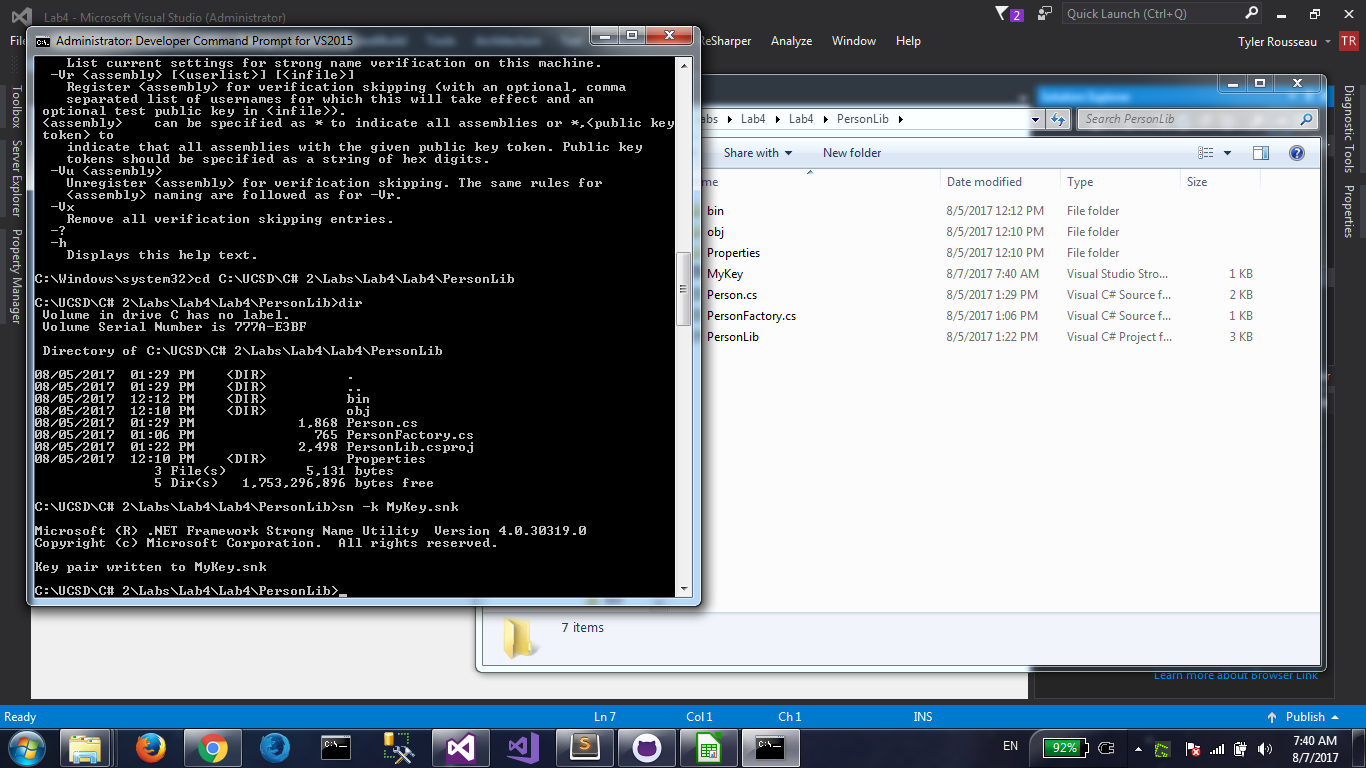 Lab4 - Microsoft Visual Studio (Administrator)
2
Quick Launch (Ctrl+Q)
ReSharper Analyze Window Help
Tyler Rousseau TR
Administrator: Developer Command Prompt for VS2015
List current settings for strong name verification on this machine.
-Vr <assembly> [<userlist>] [<infile>]
Register <assembly> for verification skipping (with an optional, comma
separated list of usernames for which this will take effect and an
optional test public key in <infile>).
<assembly> can be specified as * to indicate all assemblies or *,<public key
token> to
indicate that all assemblies with the given public key token. Public key
tokens should be specified as a string of hex digits.
-Vu <assembly>
Unregister <assembly> for verification skipping. The same rules for
<assembly> naming are followed as for -Vr.
-Vx
Remove all verification skipping entries.
-?
-h
Displays this help text.
C:\Windows\system32>cd C:\UCSD\C# 2\Labs\Lab4\Lab4\PersonLib
C:\UCSD\C# 2\Labs\Lab4\Lab4\PersonLib>dir
Volume in drive C has no label.
Volume Serial Number is 777A-E3BF
Directory of C:\UCSD\C# 2\Labs\Lab4\Lab4\PersonLib
08/05/2017 01:29 PM <DIR> .
08/05/2017 01:29 PM <DIR> ..
08/05/2017 12:12 PM <DIR> bin
08/05/2017 12:10 PM <DIR> obj
08/05/2017 01:29 PM 1,868 Person.cs
08/05/2017 01:06 PM 765 PersonFactory.cs
08/05/2017 01:22 PM 2,498 PersonLib.csproj
08/05/2017 12:10 PM <DIR> Properties
3 File(s) 5,131 bytes
5 Dir(s) 1,753,296,896 bytes free
C:\UCSD\C# 2\Labs\Lab4\Lab4\PersonLib>sn -k MyKey.snk
Microsoft (R) .NET Framework Strong Name Utility Version 4.0.30319.0
Copyright (c) Microsoft Corporation. All rights reserved.
Key pair written to MyKey.snk
C:\UCSD\C# 2\Labs\Lab4\Lab4\PersonLib>_
Toolbox
Server Explorer
Property Manager
Solution Explorer
abs Lab4 Lab4 PersonLib
Search PersonLib
Share with New folder
me Date modified Type Size
bin 8/5/2017 12:12 PM File folder
obj 8/5/2017 12:10 PM File folder
Properties 8/5/2017 12:10 PM File folder
MyKey 8/7/2017 7:40 AM Visual Studio Stro... 1 KB
Person.cs 8/5/2017 1:29 PM Visual C# Source f... 2 KB
PersonFactory.cs 8/5/2017 1:06 PM Visual C# Source f... 1 KB
PersonLib 8/5/2017 1:22 PM Visual C# Project f... 3 KB
7 items
Diagnostic Tools
Properties
Learn more about Browser Link
Ready Ln 7 Col 1 Ch 1 INS Publish
EN 92% 7:40 AM
8/7/2017